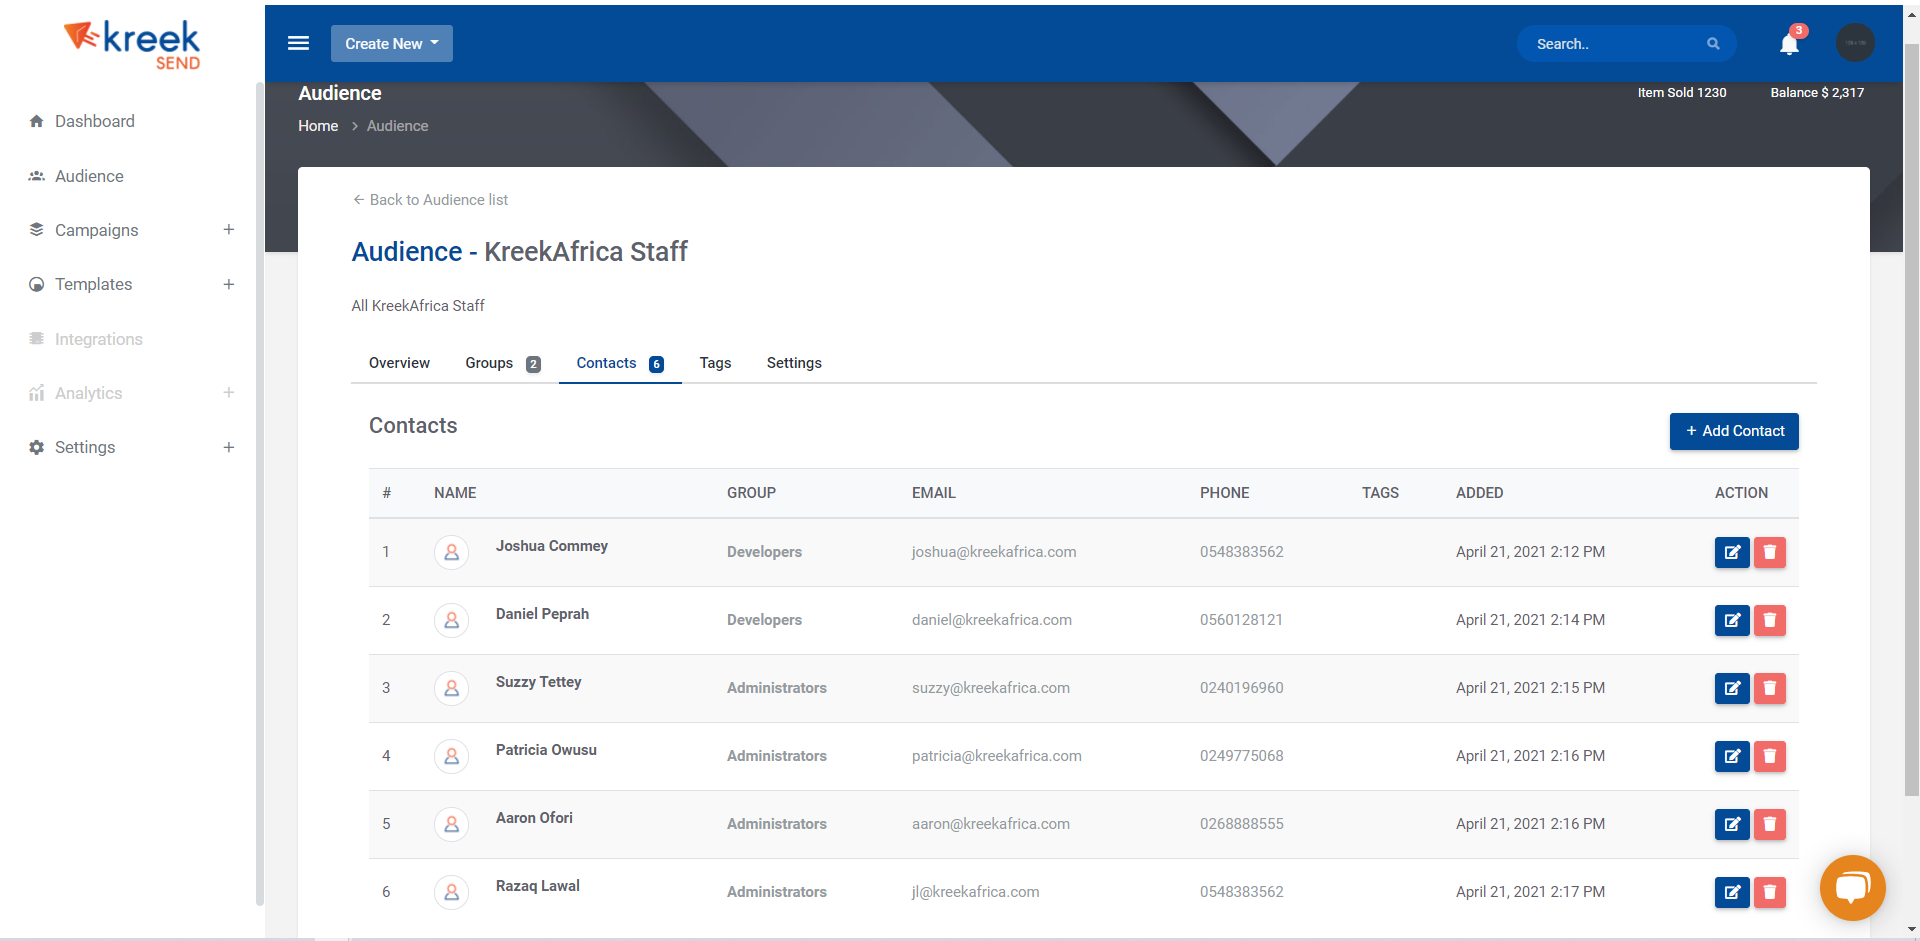 kreek
SEND
Dashboard
Audience
Campaigns +
Templates +
Integrations
Analytics +
Settings +
Create New
Search..
3
Audience
Home > Audience
Item Sold 1230 Balance $ 2,317
← Back to Audience list
Audience - KreekAfrica Staff
All KreekAfrica Staff
Overview Groups 2 Contacts 6 Tags Settings
Contacts
+ Add Contact
# NAME GROUP EMAIL PHONE TAGS ADDED ACTION
1 Joshua Commey Developers joshua@kreekafrica.com 0548383562 April 21, 2021 2:12 PM
2 Daniel Peprah Developers daniel@kreekafrica.com 0560128121 April 21, 2021 2:14 PM
3 Suzzy Tettey Administrators suzzy@kreekafrica.com 0240196960 April 21, 2021 2:15 PM
4 Patricia Owusu Administrators patricia@kreekafrica.com 0249775068 April 21, 2021 2:16 PM
5 Aaron Ofori Administrators aaron@kreekafrica.com 0268888555 April 21, 2021 2:16 PM
6 Razaq Lawal Administrators jl@kreekafrica.com 0548383562 April 21, 2021 2:17 PM